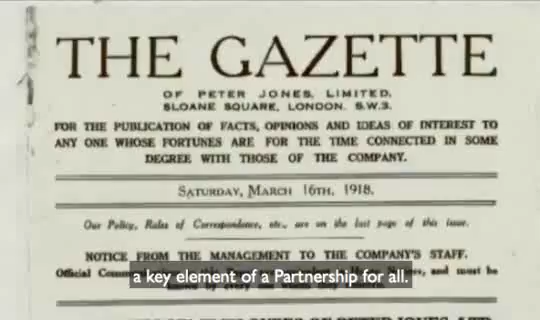 THE GAZETTE
OF PETER JONES, LIMITED,
SLOANE SQUARE, LONDON. S.W.3.
FOR THE PUBLICATION OF FACTS, OPINIONS AND IDEAS OF INTEREST TO
ANY ONE WHOSE FORTUNES ARE FOR THE TIME CONNECTED IN SOME
DEGREE WITH THOSE OF THE COMPANY.
SATURDAY, MARCH 16TH, 1918.
Our Policy, Rules of Correspondence, etc., are on the last page of this issue.
NOTICE FROM THE MANAGEMENT TO THE COMPANY'S STAFF.
Official and must be
a key element of a Partnership for all.